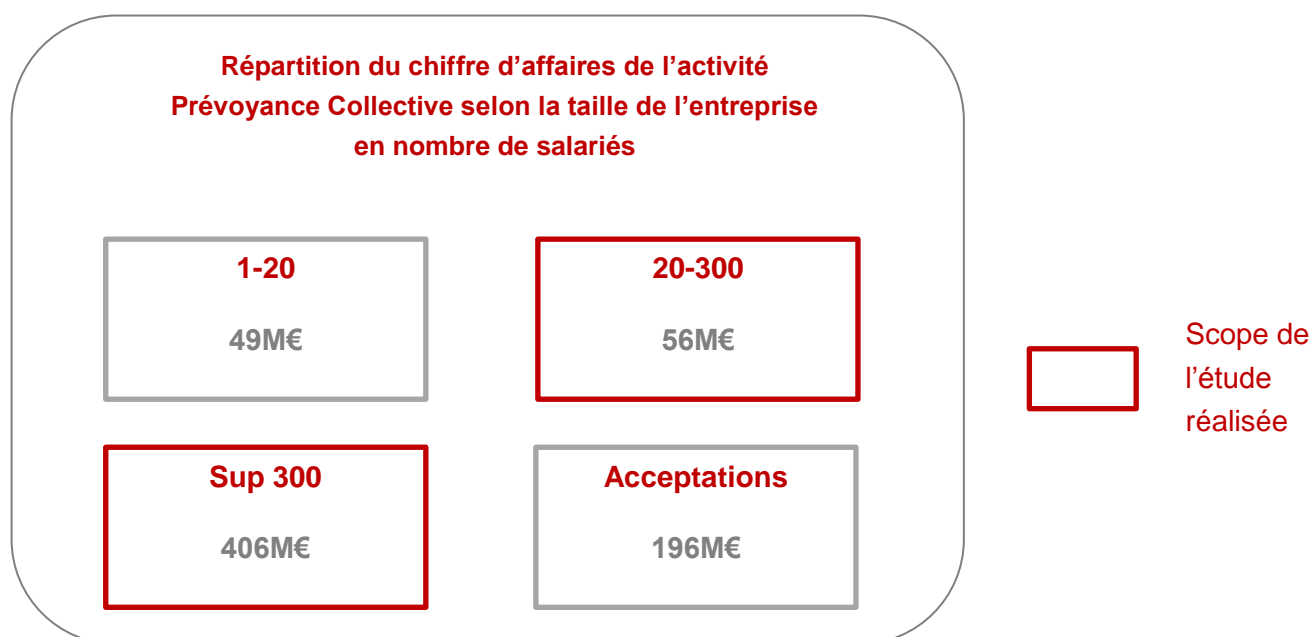 Répartition du chiffre d’affaires de l’activité
Prévoyance Collective selon la taille de l’entreprise
en nombre de salariés
1-20
49M€
20-300
56M€
Sup 300
406M€
Acceptations
196M€
Scope de
l’étude
réalisée